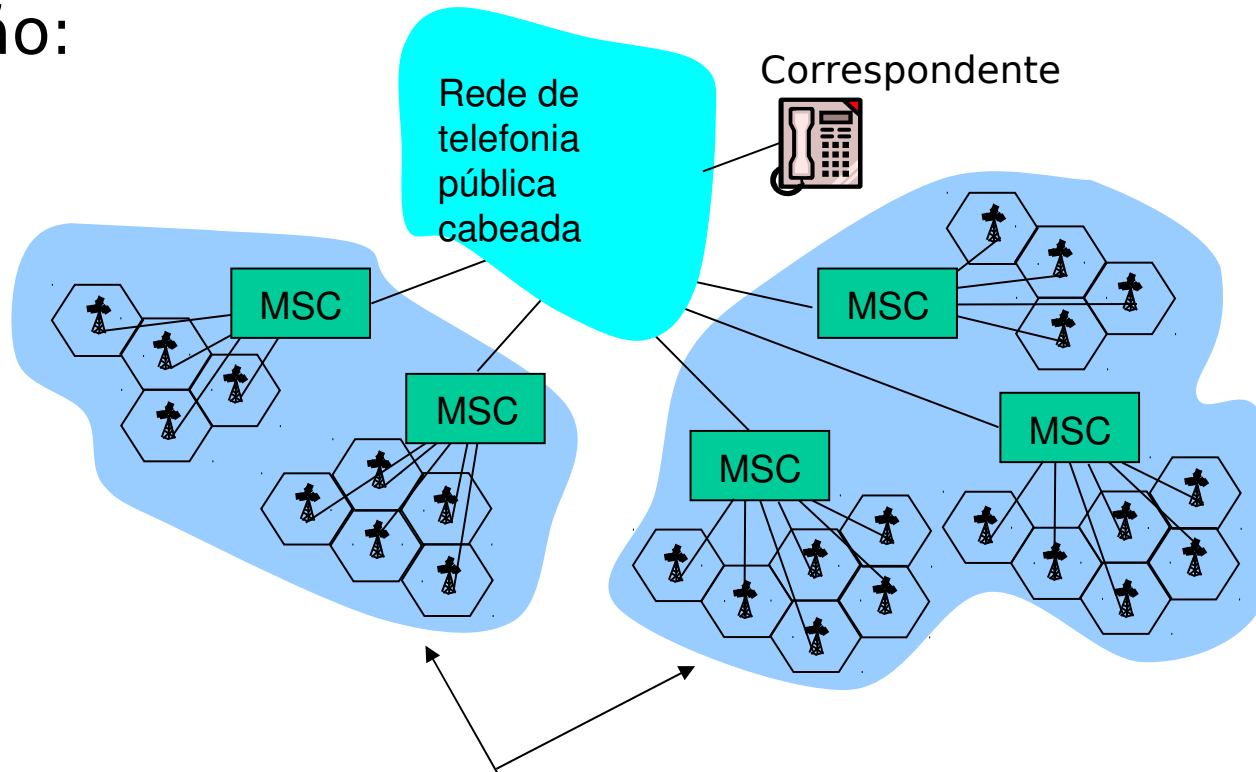 ão:
Correspondente
Rede de
telefonia
pública
cabeada
MSC
MSC
MSC
MSC
MSC